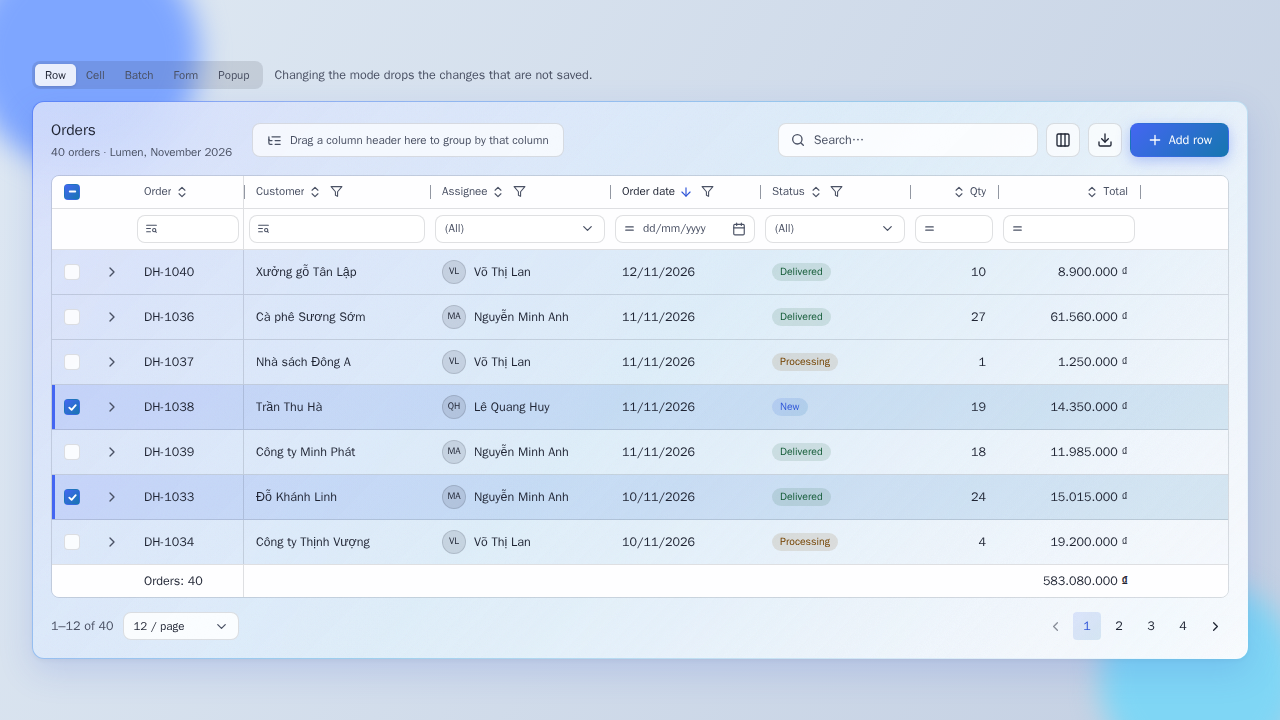 Row Cell Batch Form Popup Changing the mode drops the changes that are not saved.
Orders
40 orders · Lumen, November 2026
Drag a column header here to group by that column
Search···
Add row
Order Customer Assignee Order date Status Qty Total
(All) = dd/mm/yyyy (All) = =
DH-1040 Xưởng gỗ Tân Lập VL Võ Thị Lan 12/11/2026 Delivered 10 8.900.000 ₫
DH-1036 Cà phê Sương Sớm MA Nguyễn Minh Anh 11/11/2026 Delivered 27 61.560.000 ₫
DH-1037 Nhà sách Đông A VL Võ Thị Lan 11/11/2026 Processing 1 1.250.000 ₫
DH-1038 Trần Thu Hà QH Lê Quang Huy 11/11/2026 New 19 14.350.000 ₫
DH-1039 Công ty Minh Phát MA Nguyễn Minh Anh 11/11/2026 Delivered 18 11.985.000 ₫
DH-1033 Đỗ Khánh Linh MA Nguyễn Minh Anh 10/11/2026 Delivered 24 15.015.000 ₫
DH-1034 Công ty Thịnh Vượng VL Võ Thị Lan 10/11/2026 Processing 4 19.200.000 ₫
Orders: 40 583.080.000 ₫
1–12 of 40 12 / page 1 2 3 4